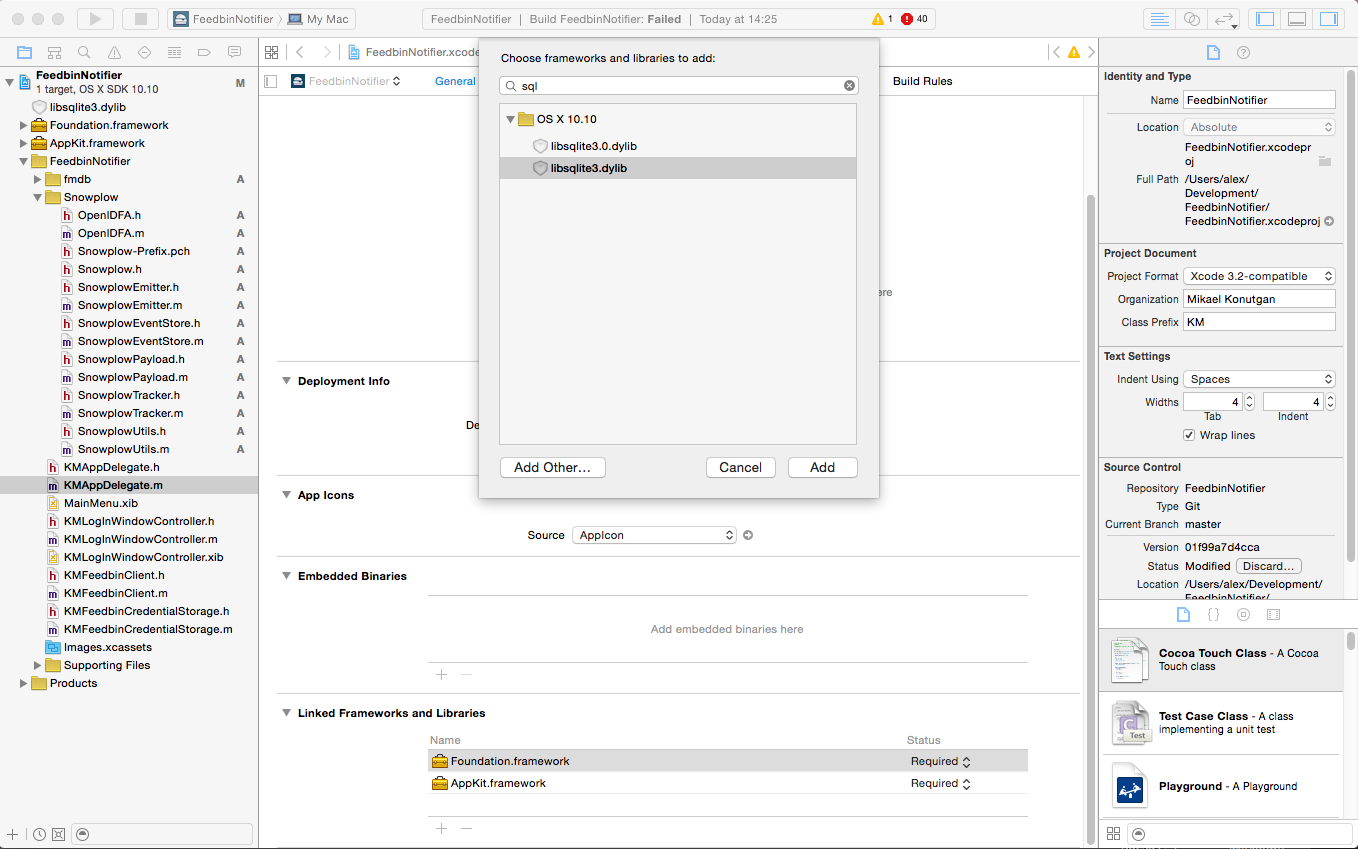 FeedbinNotifier
My Mac
FeedbinNotifier | Build FeedbinNotifier: Failed | Today at 14:25
1
40
FeedbinNotifier
1 target, OS X SDK 10.10
M
libsqlite3.dylib
Foundation.framework
AppKit.framework
FeedbinNotifier
fmdb A
Snowplow
OpenIDFA.h A
OpenIDFA.m A
Snowplow-Prefix.pch A
Snowplow.h A
SnowplowEmitter.h A
SnowplowEmitter.m A
SnowplowEventStore.h A
SnowplowEventStore.m A
SnowplowPayload.h A
SnowplowPayload.m A
SnowplowTracker.h A
SnowplowTracker.m A
SnowplowUtils.h A
SnowplowUtils.m A
KMAppDelegate.h
KMAppDelegate.m
MainMenu.xib
KMLogInWindowController.h
KMLogInWindowController.m
KMLogInWindowController.xib
KMFeedbinClient.h
KMFeedbinClient.m
KMFeedbinCredentialStorage.h
KMFeedbinCredentialStorage.m
Images.xcassets
Supporting Files
Products
FeedbinNotifier.xcode
FeedbinNotifier
General
Build Rules
Choose frameworks and libraries to add:
sql
OS X 10.10
libsqlite3.0.dylib
libsqlite3.dylib
Add Other...
Cancel
Add
ere
Deployment Info
De
App Icons
Source AppIcon
Embedded Binaries
Add embedded binaries here
Linked Frameworks and Libraries
Name Status
Foundation.framework Required
AppKit.framework Required
Identity and Type
Name FeedbinNotifier
Location Absolute
FeedbinNotifier.xcodepr
oj
Full Path /Users/alex/
Development/
FeedbinNotifier/
FeedbinNotifier.xcodeproj
Project Document
Project Format Xcode 3.2-compatible
Organization Mikael Konutgan
Class Prefix KM
Text Settings
Indent Using Spaces
Widths 4 4
Tab Indent
Wrap lines
Source Control
Repository FeedbinNotifier
Type Git
Current Branch master
Version 01f99a7d4cca
Status Modified Discard...
Location /Users/alex/Development/
FeedbinNotifier/
Cocoa Touch Class - A Cocoa
Touch class
Test
Test Case Class - A class
implementing a unit test
Playground - A Playground